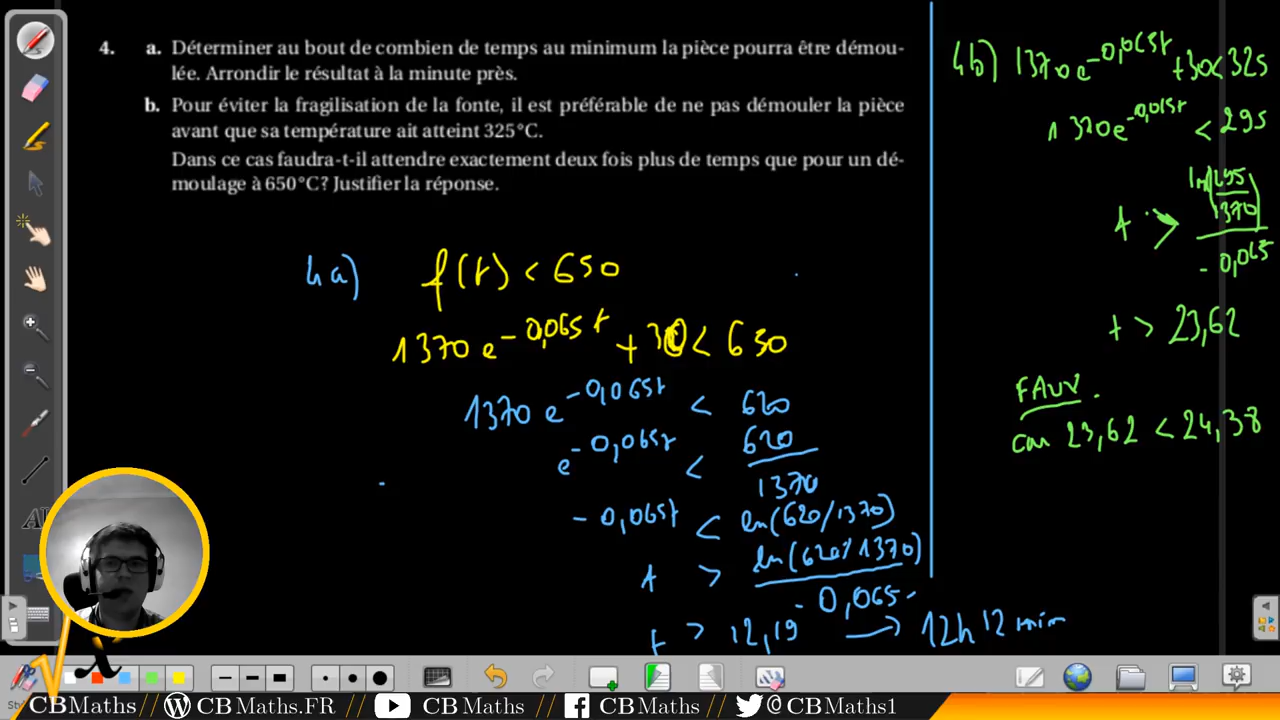 4. a. Déterminer au bout de combien de temps au minimum la pièce pourra être démou-
lée. Arrondir le résultat à la minute près.
b. Pour éviter la fragilisation de la fonte, il est préférable de ne pas démouler la pièce
avant que sa température ait atteint 325°C.
Dans ce cas faudra-t-il attendre exactement deux fois plus de temps que pour un dé-
moulage à 650°C? Justifier la réponse.
4a) f(t) < 650
1370 e^-0,065t + 30 < 650
1370 e^-0,065t < 620
e^-0,065t < 620/1370
-0,065t < ln(620/1370)
t > ln(620/1370)/-0,065
t > 12,19 → 12h 12 min
4b) 1370 e^-0,065t + 30 < 325
1370 e^-0,065t < 295
t > ln(295/1370)/-0,065
t > 23,62
FAUX.
car 23,62 < 24,38
CBMaths/ CBMaths.FR CBMaths CBMaths @CBMaths1